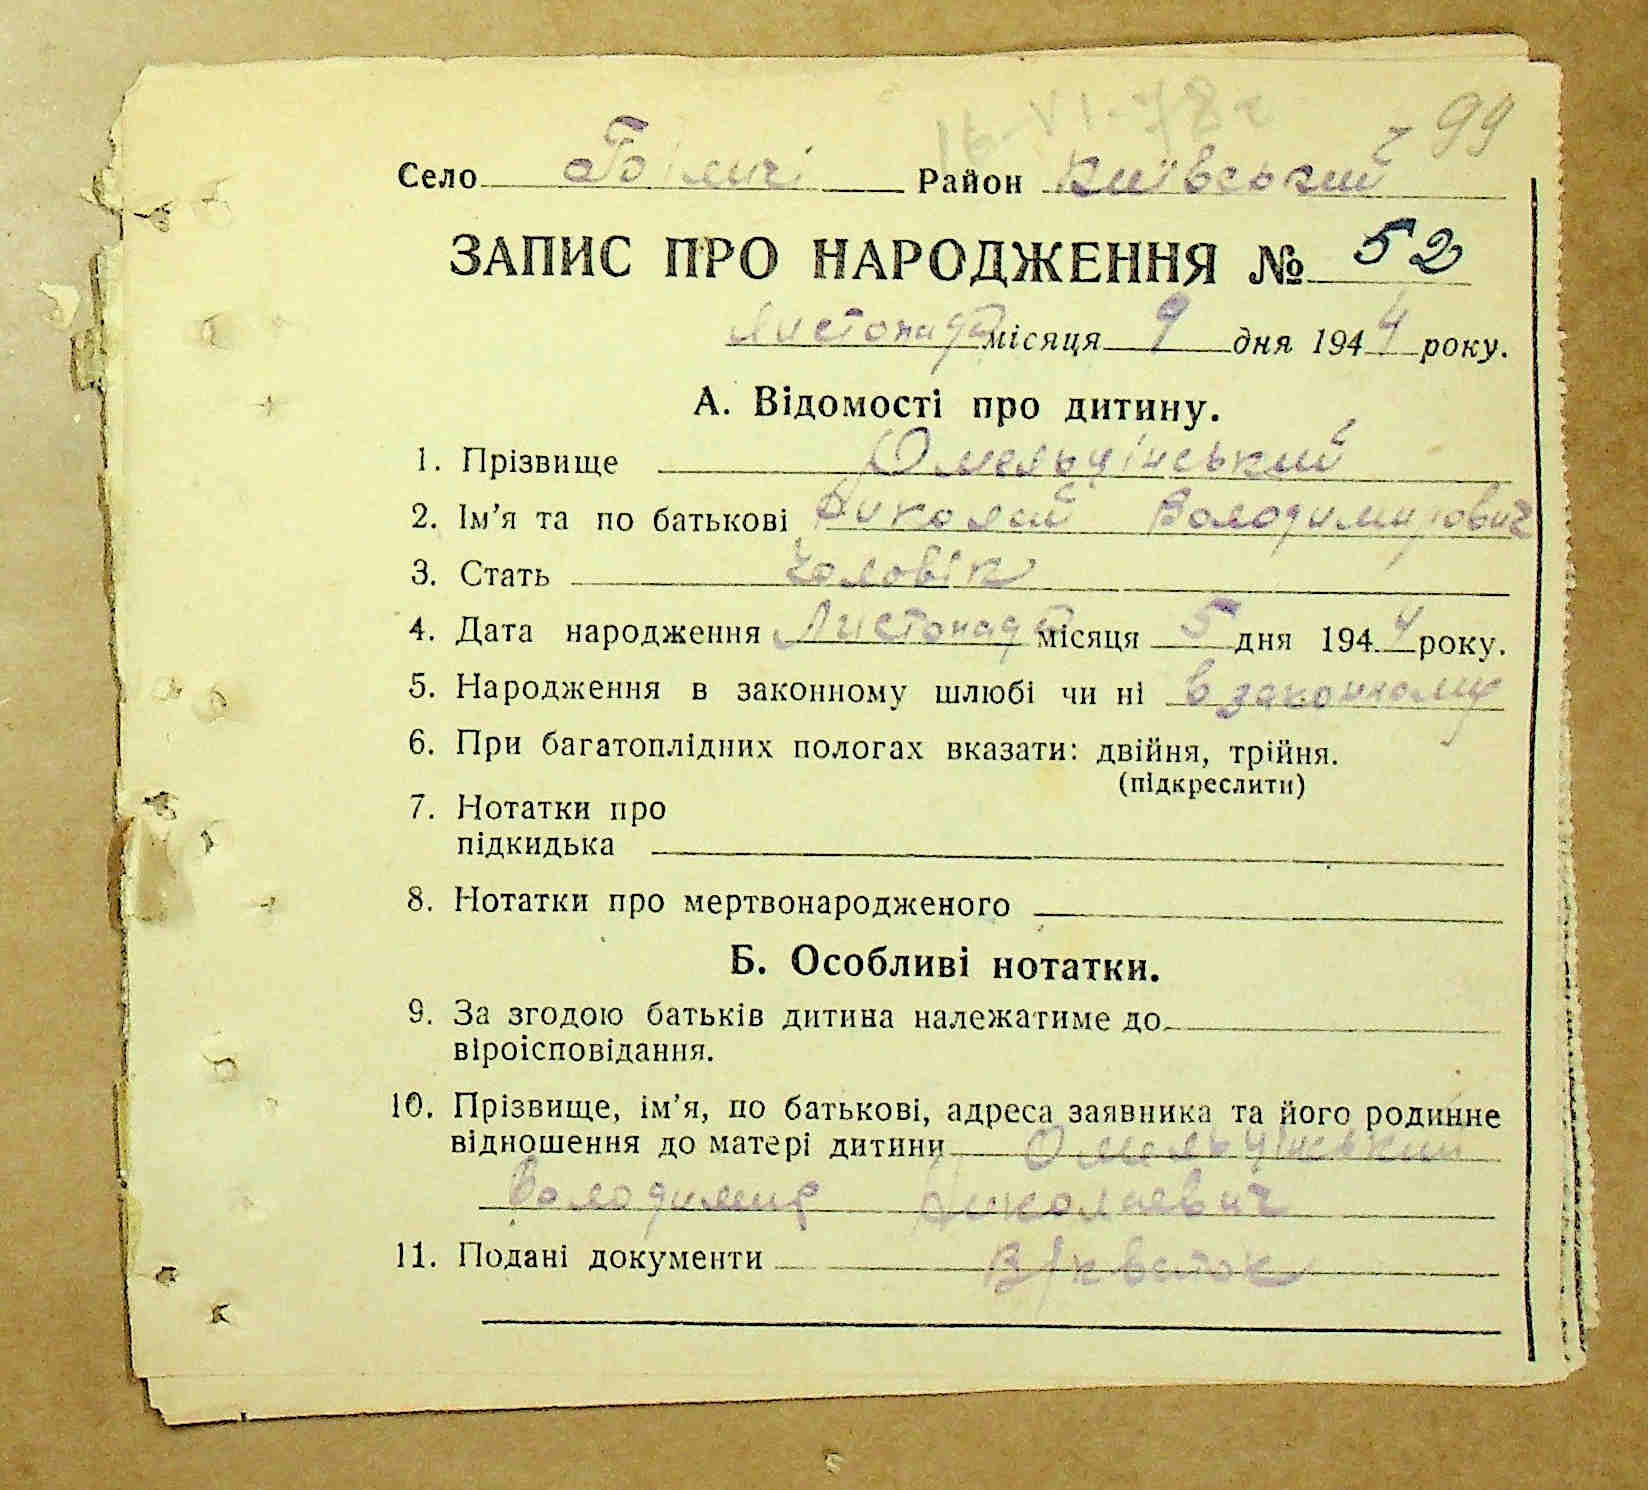 16-VI-78 г
99
Село Біличі Район Київський
ЗАПИС ПРО НАРОДЖЕННЯ № 52
Листопада місяця 9 дня 1944 року.
А. Відомості про дитину.
1. Прізвище Омельчінський
2. Ім’я та по батькові Николай Володимирович
3. Стать Чоловік
4. Дата народження Листопада місяця 5 дня 1944 року.
5. Народження в законному шлюбі чи ні в законному
6. При багатоплідних пологах вказати: двійня, трійня.
(підкреслити)
7. Нотатки про
підкидька
8. Нотатки про мертвонародженого
Б. Особливі нотатки.
9. За згодою батьків дитина належатиме до
віроісповідання.
10. Прізвище, ім’я, по батькові, адреса заявника та його родинне
відношення до матері дитини Омельчінський
Володимир Николаевич
11. Подані документи